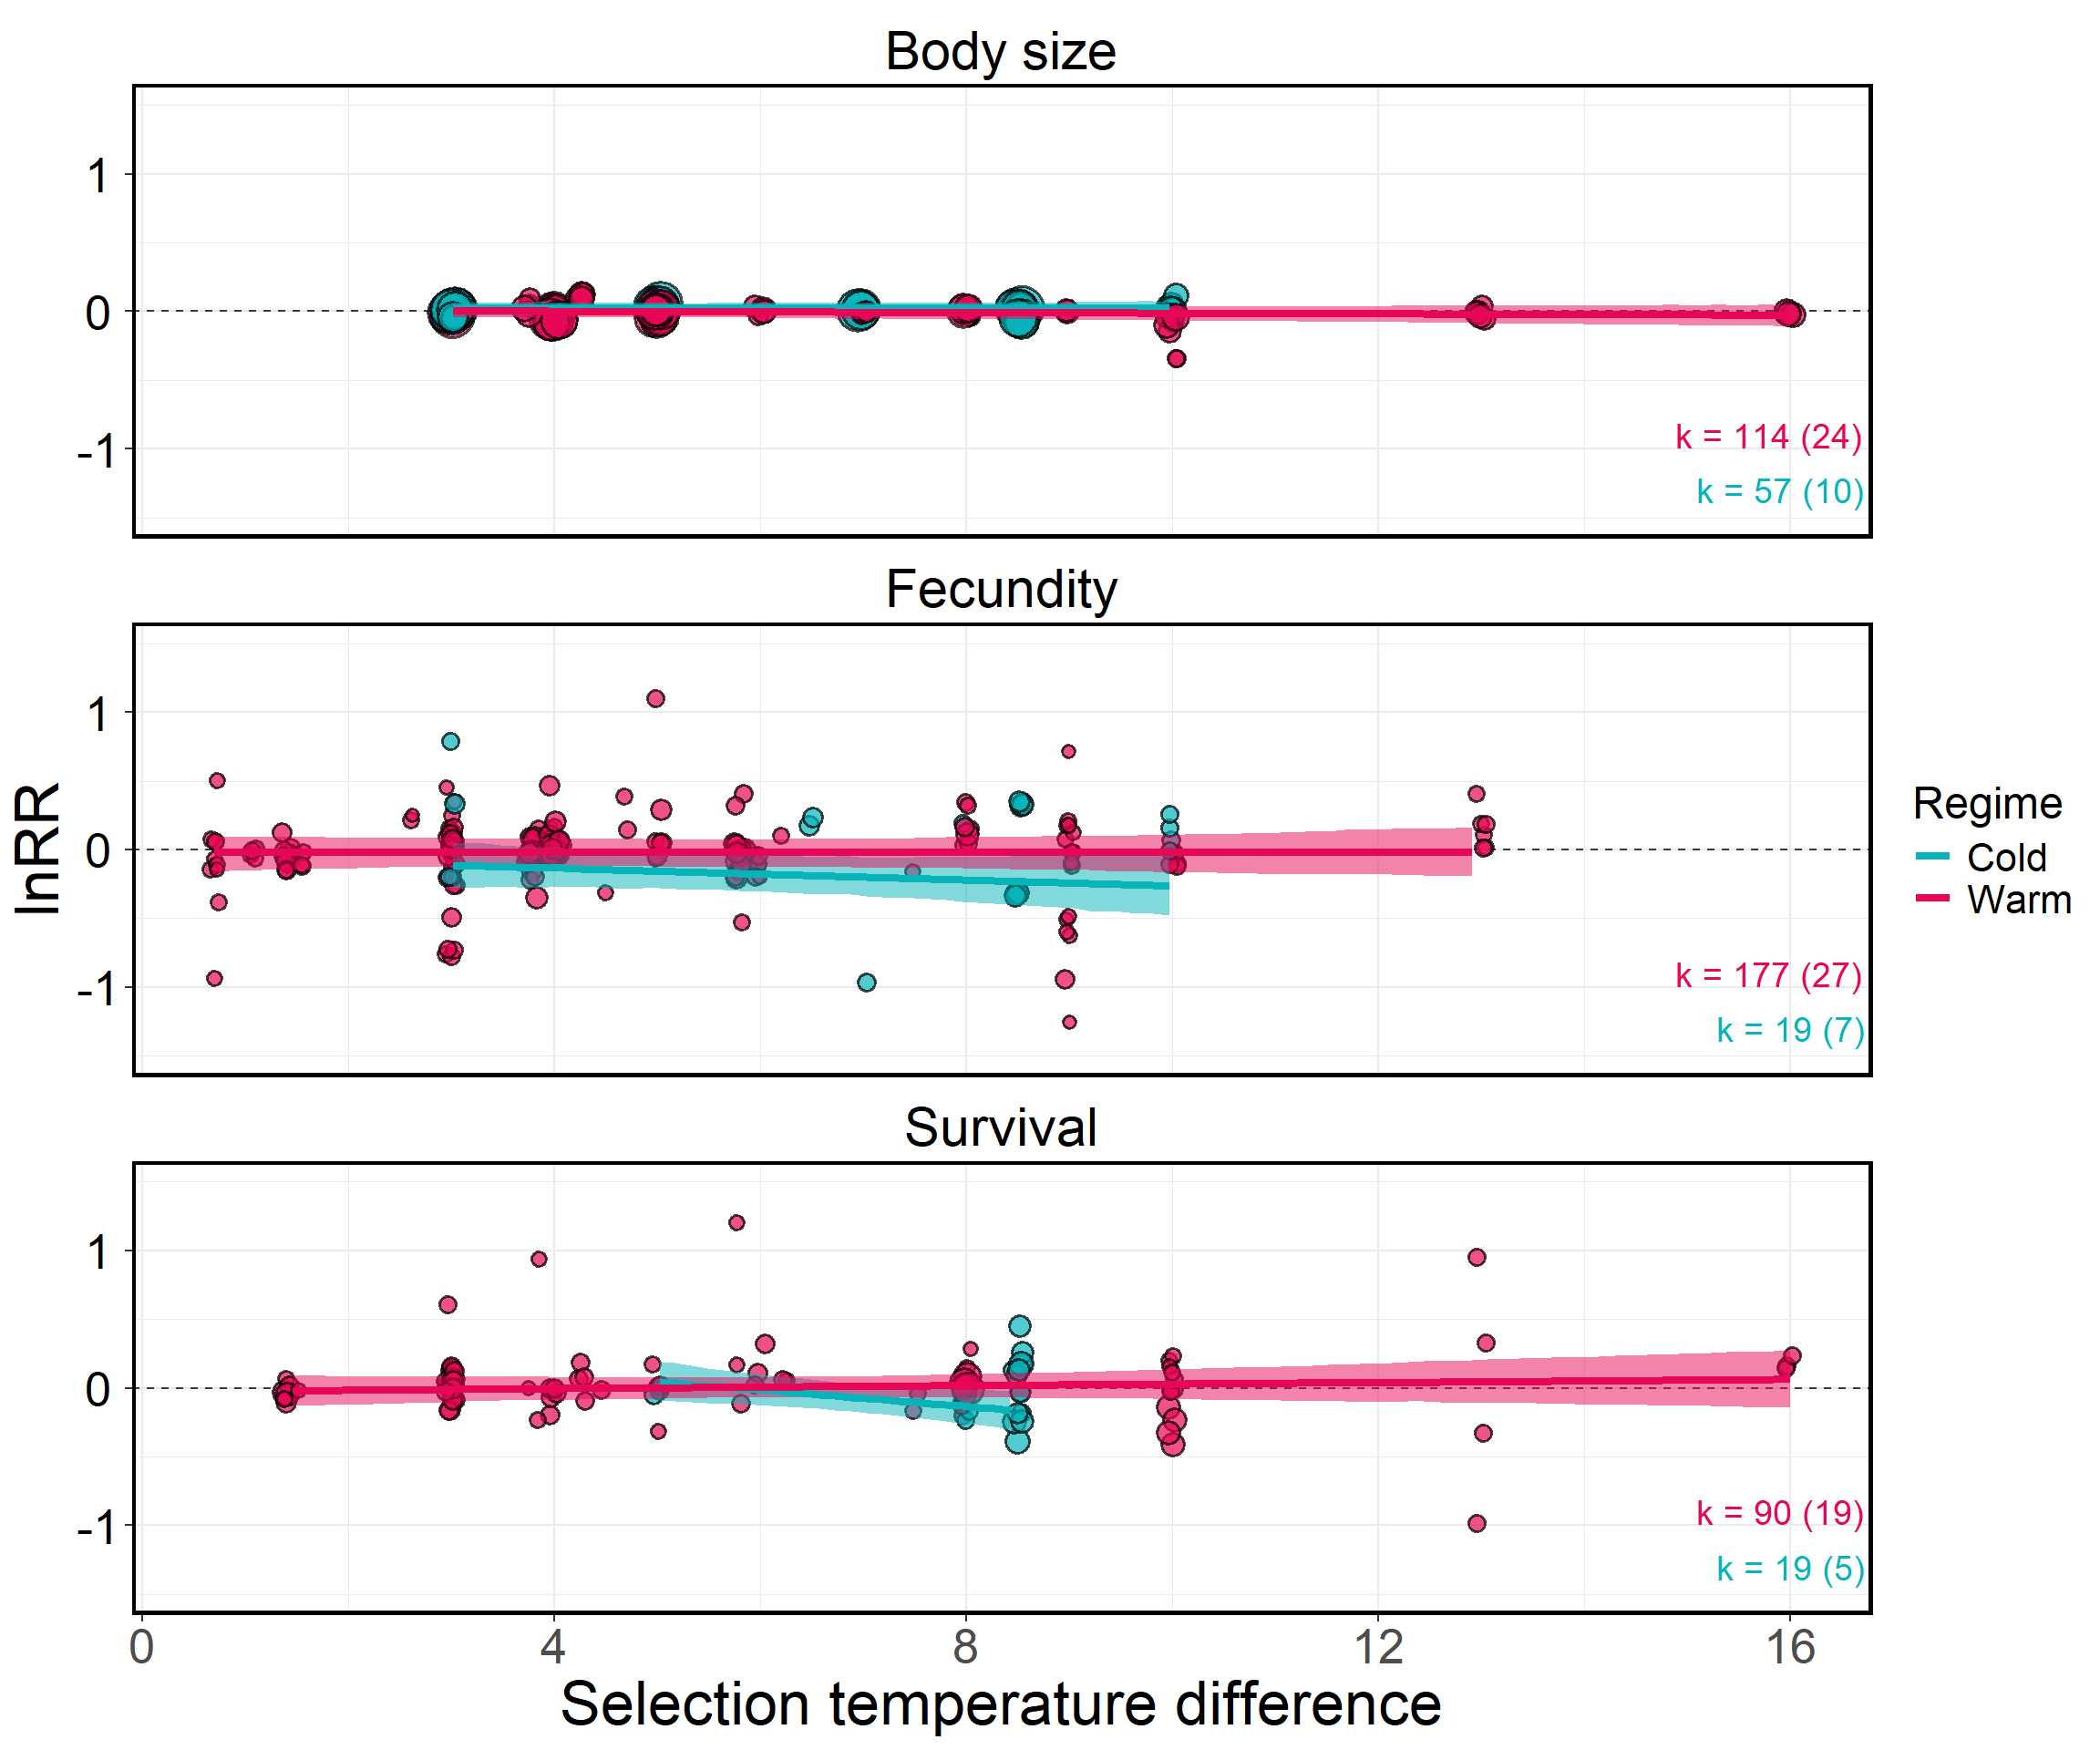 Body size
1
0
-1
k = 114 (24)
k = 57 (10)
Fecundity
1
0
-1
k = 177 (27)
k = 19 (7)
Survival
1
0
-1
k = 90 (19)
k = 19 (5)
0 4 8 12 16
Selection temperature difference
lnRR
Regime
Cold
Warm